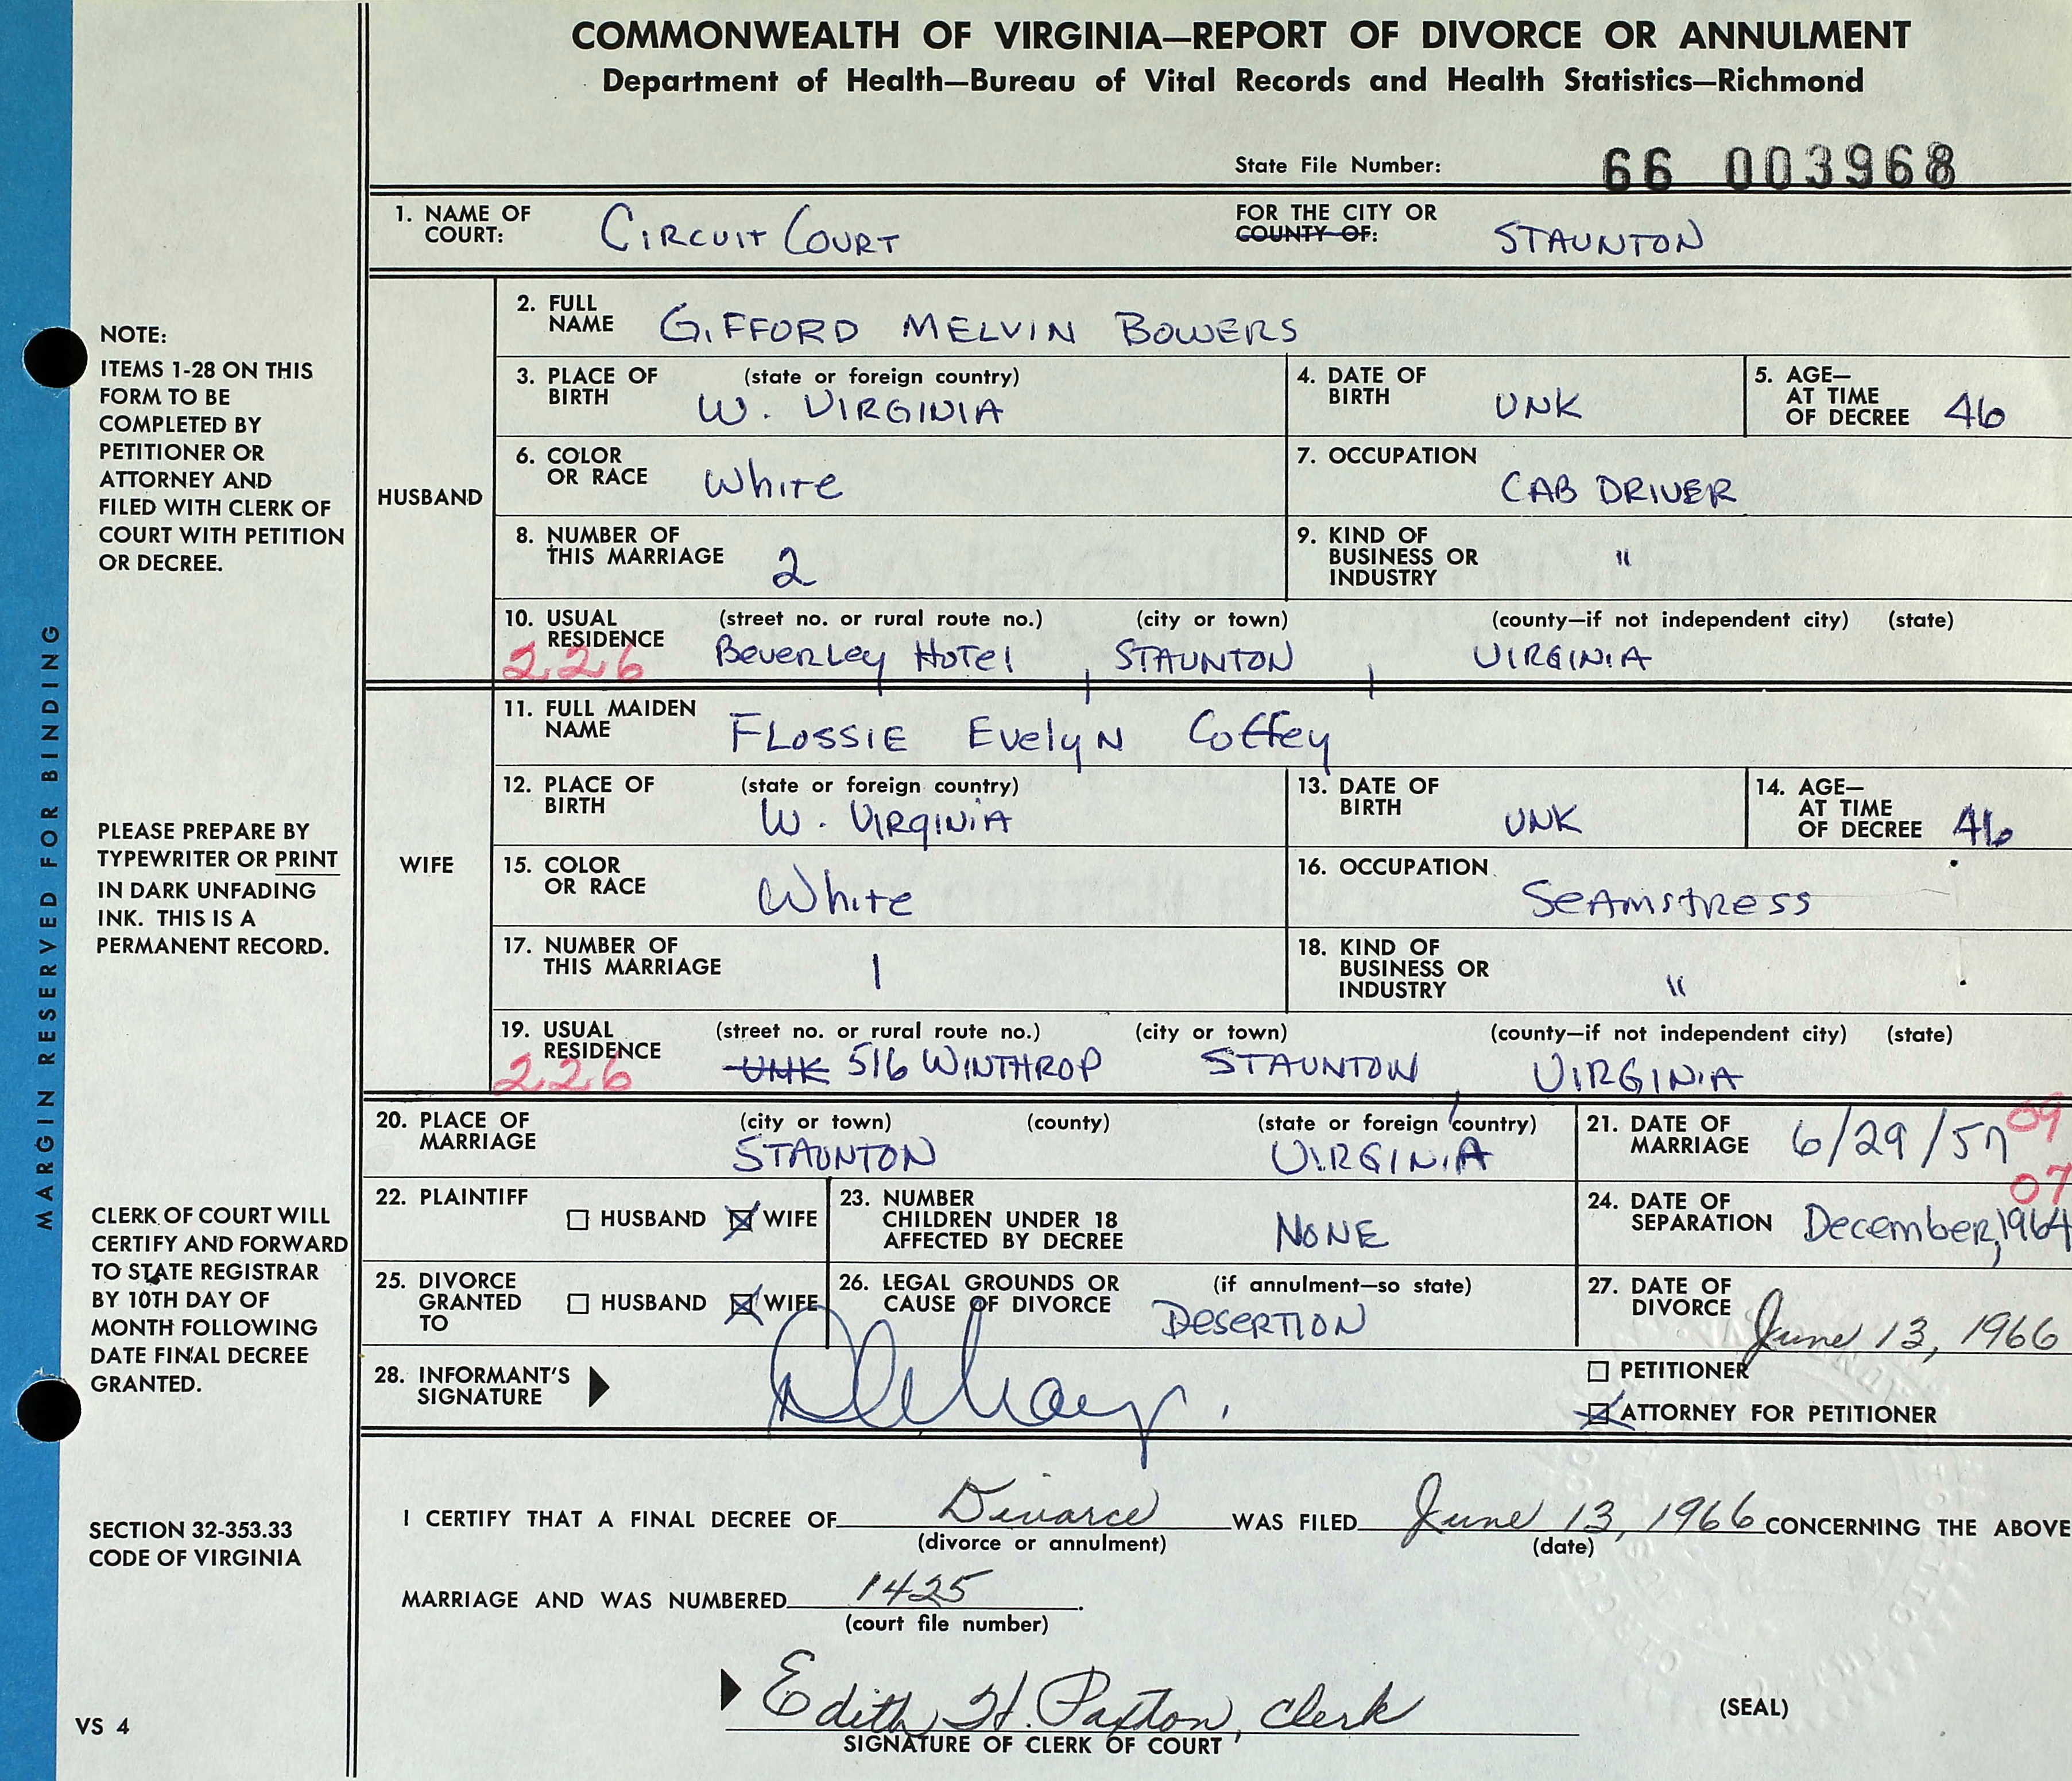 COMMONWEALTH OF VIRGINIA—REPORT OF DIVORCE OR ANNULMENT
Department of Health—Bureau of Vital Records and Health Statistics—Richmond
State File Number: 66 003968
1. NAME OF COURT: CIRCUIT COURT FOR THE CITY OR COUNTY OF: STAUNTON
HUSBAND
2. FULL NAME GIFFORD MELVIN BOWERS
3. PLACE OF BIRTH (state or foreign country) W. VIRGINIA
4. DATE OF BIRTH UNK
5. AGE—AT TIME OF DECREE 46
6. COLOR OR RACE White
7. OCCUPATION CAB DRIVER
8. NUMBER OF THIS MARRIAGE 2
9. KIND OF BUSINESS OR INDUSTRY "
10. USUAL RESIDENCE (street no. or rural route no.) (city or town) (county—if not independent city) (state)
226 Beverley Hotel, STAUNTON, VIRGINIA
WIFE
11. FULL MAIDEN NAME FLOSSIE Evelyn Coffey
12. PLACE OF BIRTH (state or foreign country) W. VIRGINIA
13. DATE OF BIRTH UNK
14. AGE—AT TIME OF DECREE 46
15. COLOR OR RACE White
16. OCCUPATION SEAMSTRESS
17. NUMBER OF THIS MARRIAGE 1
18. KIND OF BUSINESS OR INDUSTRY "
19. USUAL RESIDENCE (street no. or rural route no.) (city or town) (county—if not independent city) (state)
226 UNK 516 WINTHROP STAUNTON, VIRGINIA
20. PLACE OF MARRIAGE (city or town) (county) (state or foreign country)
STAUNTON VIRGINIA
21. DATE OF MARRIAGE 6/29/57 09
07
22. PLAINTIFF HUSBAND WIFE
23. NUMBER CHILDREN UNDER 18 AFFECTED BY DECREE NONE
24. DATE OF SEPARATION December, 1964
25. DIVORCE GRANTED TO HUSBAND WIFE
26. LEGAL GROUNDS OR CAUSE OF DIVORCE (if annulment—so state) DESERTION
27. DATE OF DIVORCE June 13, 1966
28. INFORMANT'S SIGNATURE
PETITIONER
ATTORNEY FOR PETITIONER
I CERTIFY THAT A FINAL DECREE OF Divorce WAS FILED June 13, 1966 CONCERNING THE ABOVE
(divorce or annulment) (date)
MARRIAGE AND WAS NUMBERED 1425.
(court file number)
Edith H. Paxton, Clerk
SIGNATURE OF CLERK OF COURT
(SEAL)
MARGIN RESERVED FOR BINDING
NOTE:
ITEMS 1-28 ON THIS
FORM TO BE
COMPLETED BY
PETITIONER OR
ATTORNEY AND
FILED WITH CLERK OF
COURT WITH PETITION
OR DECREE.
PLEASE PREPARE BY
TYPEWRITER OR PRINT
IN DARK UNFADING
INK. THIS IS A
PERMANENT RECORD.
CLERK OF COURT WILL
CERTIFY AND FORWARD
TO STATE REGISTRAR
BY 10TH DAY OF
MONTH FOLLOWING
DATE FINAL DECREE
GRANTED.
SECTION 32-353.33
CODE OF VIRGINIA
VS 4